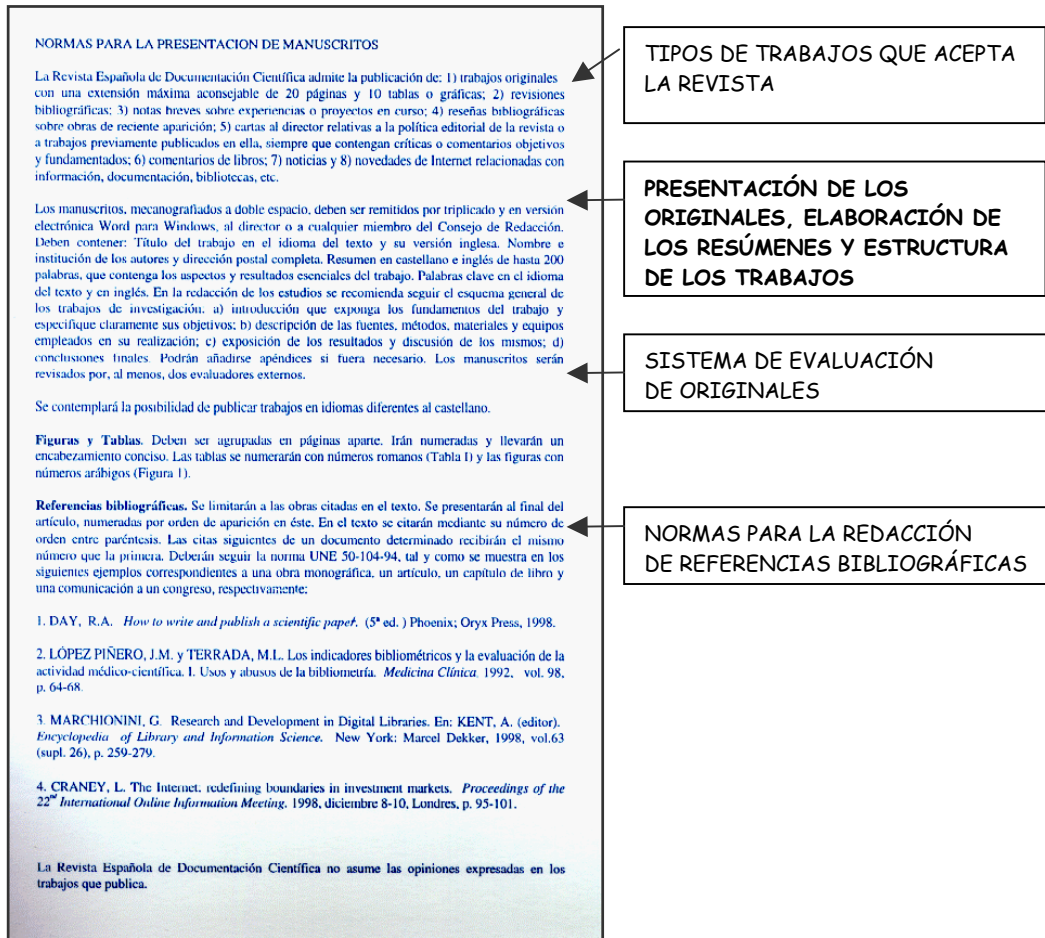 NORMAS PARA LA PRESENTACION DE MANUSCRITOS
La Revista Española de Documentación Científica admite la publicación de: 1) trabajos originales
con una extensión máxima aconsejable de 20 páginas y 10 tablas o gráficas; 2) revisiones
bibliográficas; 3) notas breves sobre experiencias o proyectos en curso; 4) reseñas bibliográficas
sobre obras de reciente aparición; 5) cartas al director relativas a la política editorial de la revista o
a trabajos previamente publicados en ella, siempre que contengan críticas o comentarios objetivos
y fundamentados; 6) comentarios de libros; 7) noticias y 8) novedades de Internet relacionadas con
información, documentación, bibliotecas, etc.
Los manuscritos, mecanografiados a doble espacio, deben ser remitidos por triplicado y en versión
electrónica Word para Windows, al director o a cualquier miembro del Consejo de Redacción.
Deben contener: Título del trabajo en el idioma del texto y su versión inglesa. Nombre e
institución de los autores y dirección postal completa. Resumen en castellano e inglés de hasta 200
palabras, que contenga los aspectos y resultados esenciales del trabajo. Palabras clave en el idioma
del texto y en inglés. En la redacción de los estudios se recomienda seguir el esquema general de
los trabajos de investigación: a) introducción que exponga los fundamentos del trabajo y
especifique claramente sus objetivos; b) descripción de las fuentes, métodos, materiales y equipos
empleados en su realización; c) exposición de los resultados y discusión de los mismos; d)
conclusiones finales. Podrán añadirse apéndices si fuera necesario. Los manuscritos serán
revisados por, al menos, dos evaluadores externos.
Se contemplará la posibilidad de publicar trabajos en idiomas diferentes al castellano.
Figuras y Tablas. Deben ser agrupadas en páginas aparte. Irán numeradas y llevarán un
encabezamiento conciso. Las tablas se numerarán con números romanos (Tabla I) y las figuras con
números arábigos (Figura 1).
Referencias bibliográficas. Se limitarán a las obras citadas en el texto. Se presentarán al final del
artículo, numeradas por orden de aparición en éste. En el texto se citarán mediante su número de
orden entre paréntesis. Las citas siguientes de un documento determinado recibirán el mismo
número que la primera. Deberán seguir la norma UNE 50-104-94, tal y como se muestra en los
siguientes ejemplos correspondientes a una obra monográfica, un artículo, un capítulo de libro y
una comunicación a un congreso, respectivamente:
1. DAY, R.A. How to write and publish a scientific paper. (5ª ed. ) Phoenix; Oryx Press, 1998.
2. LÓPEZ PIÑERO, J.M. y TERRADA, M.L. Los indicadores bibliométricos y la evaluación de la
actividad médico-científica. I. Usos y abusos de la bibliometría. Medicina Clínica. 1992, vol. 98,
p. 64-68.
3. MARCHIONINI, G. Research and Development in Digital Libraries. En: KENT, A. (editor).
Encyclopedia of Library and Information Science. New York: Marcel Dekker, 1998, vol.63
(supl. 26), p. 259-279.
4. CRANEY, L. The Internet: redefining boundaries in investment markets. Proceedings of the
22nd International Online Information Meeting. 1998, diciembre 8-10, Londres, p. 95-101.
La Revista Española de Documentación Científica no asume las opiniones expresadas en los
trabajos que publica.
TIPOS DE TRABAJOS QUE ACEPTA
LA REVISTA
PRESENTACIÓN DE LOS
ORIGINALES, ELABORACIÓN DE
LOS RESÚMENES Y ESTRUCTURA
DE LOS TRABAJOS
SISTEMA DE EVALUACIÓN
DE ORIGINALES
NORMAS PARA LA REDACCIÓN
DE REFERENCIAS BIBLIOGRÁFICAS